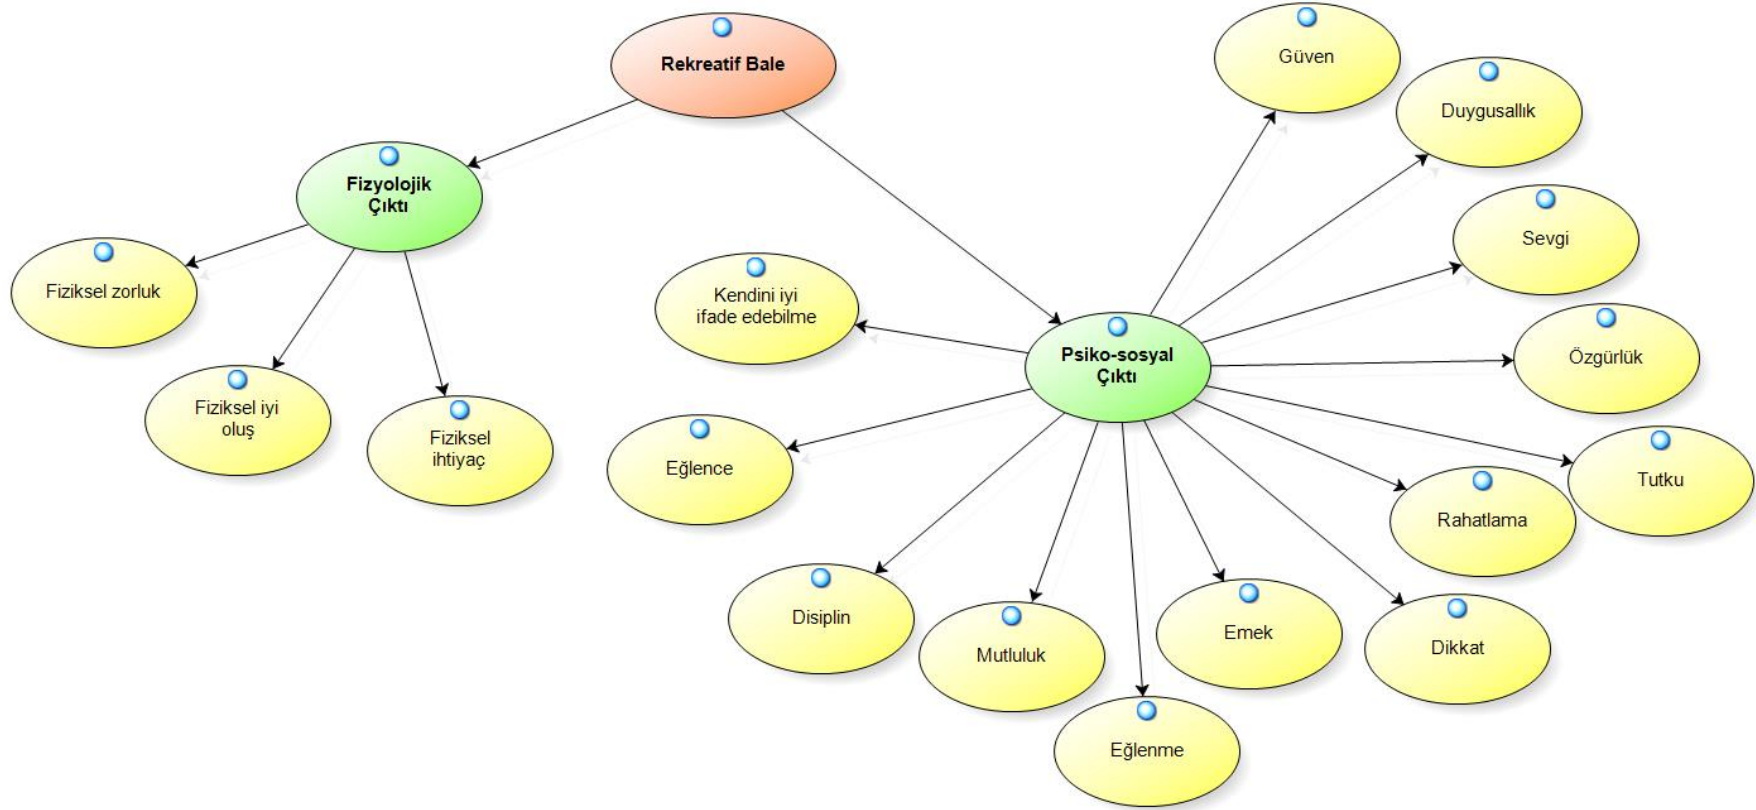 Rekreatif Bale
Güven
Duygusallık
Fizyolojik
Çıktı
Sevgi
Fiziksel zorluk
Kendini iyi
ifade edebilme
Psiko-sosyal
Çıktı
Özgürlük
Fiziksel iyi
oluş
Fiziksel
ihtiyaç
Eğlence
Tutku
Rahatlama
Disiplin
Mutluluk
Emek
Dikkat
Eğlenme